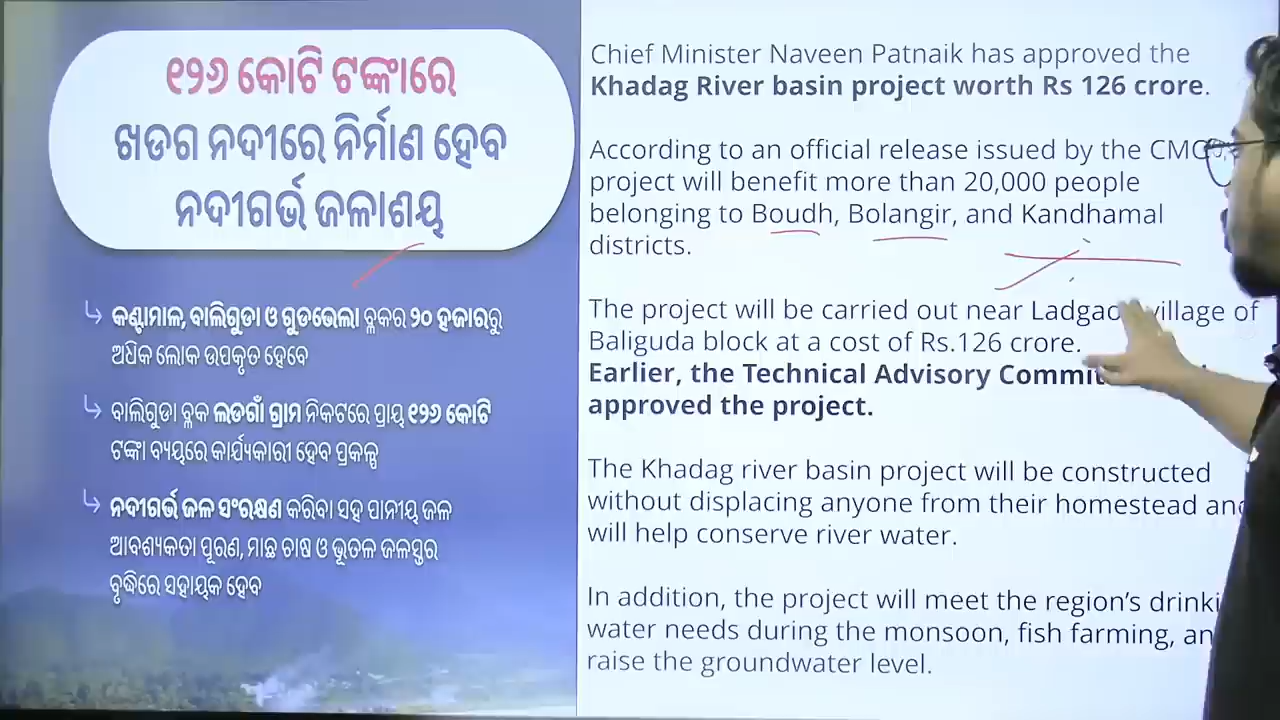 ୧୨୬ କୋଟି ଟଙ୍କାରେ
ଖଡଗ ନଦୀରେ ନିର୍ମାଣ ହେବ
ନଦୀଗର୍ଭ ଜଳାଶୟ
କଣ୍ଟାମାଳ, ବାଲିଗୁଡା ଓ ଗୁଡଭେଲା ବ୍ଲକର ୨୦ ହଜାରରୁ
ଅଧିକ ଲୋକ ଉପକୃତ ହେବେ
ବାଲିଗୁଡା ବ୍ଲକ ଲଡଗାଁ ଗ୍ରାମ ନିକଟରେ ପ୍ରାୟ ୧୨୬ କୋଟି
ଟଙ୍କା ବ୍ୟୟରେ କାର୍ଯ୍ୟକାରୀ ହେବ ପ୍ରକଳ୍ପ
ନଦୀଗର୍ଭ ଜଳ ସଂରକ୍ଷଣ କରିବା ସହ ପାନୀୟ ଜଳ
ଆବଶ୍ୟକତା ପୂରଣ, ମାଛ ଚାଷ ଓ ଭୂତଳ ଜଳସ୍ତର
ବୃଦ୍ଧିରେ ସହାୟକ ହେବ
Chief Minister Naveen Patnaik has approved the
Khadag River basin project worth Rs 126 crore.
According to an official release issued by the
project will benefit more than 20,000 people
belonging to Boudh, Bolangir, and Kandhamal
districts.
The project will be carried out near village of
Baliguda block at a cost of Rs.126 crore.
Earlier, the Technical Advisory
approved the project.
The Khadag river basin project will be constructed
without displacing anyone from their homestead
will help conserve river water.
In addition, the project will meet the region's
water needs during the monsoon, fish farming,
raise the groundwater level.